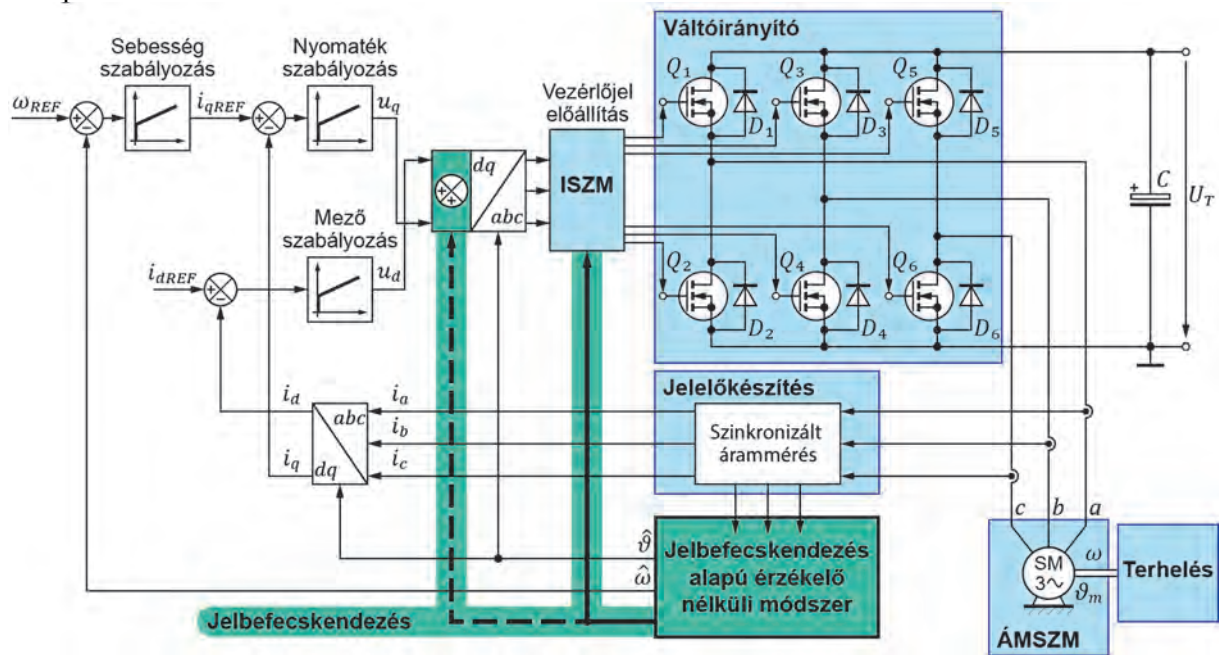 Sebesség
szabályozás
Nyomaték
szabályozás
Váltóirányító
ω_REF
i_qREF
u_q
Vezérlőjel
előállítás
Q_1
Q_3
Q_5
D_1
D_3
D_5
dq
abc
ISZM
C
U_T
Mező
szabályozás
i_dREF
u_d
Q_2
Q_4
Q_6
D_2
D_4
D_6
Jelelőkészítés
i_d
i_a
abc
i_b
Szinkronizált
árammérés
i_q
dq
i_c
c
b
a
ϑ̂
ω̂
Jelbefecskendezés
alapú érzékelő
nélküli módszer
SM
3~
ω
ϑ_m
Terhelés
Jelbefecskendezés
ÁMSZM